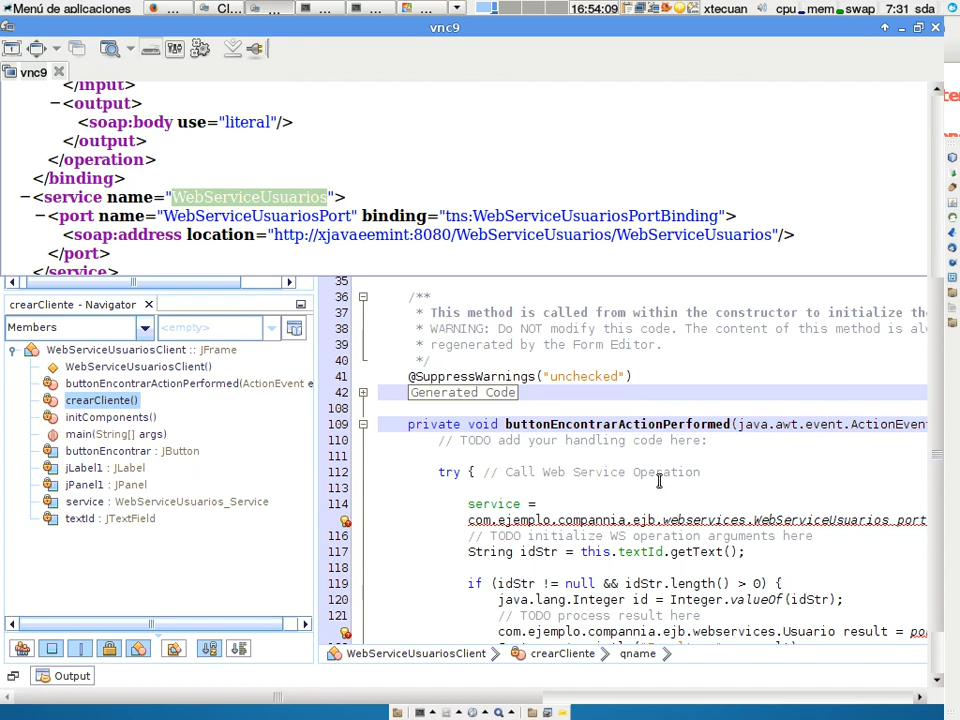 Menú de aplicaciones ... Cl... ... ... ... ... 16:54:09 xtecuan cpu mem swap 7:31 sda
vnc9
vnc9
</input>
−<output>
<soap:body use="literal"/>
</output>
</operation>
</binding>
−<service name="WebServiceUsuarios">
−<port name="WebServiceUsuariosPort" binding="tns:WebServiceUsuariosPortBinding">
<soap:address location="http://xjavaeemint:8080/WebServiceUsuarios/WebServiceUsuarios"/>
</port>
</service>
crearCliente - Navigator
Members
<empty>
WebServiceUsuariosClient :: JFrame
WebServiceUsuariosClient()
buttonEncontrarActionPerformed(ActionEvent e
crearCliente()
initComponents()
main(String[] args)
buttonEncontrar : JButton
jLabel1 : JLabel
jPanel1 : JPanel
service : WebServiceUsuarios_Service
textId : JTextField
35
36 /**
37 * This method is called from within the constructor to initialize the
38 * WARNING: Do NOT modify this code. The content of this method is al
39 * regenerated by the Form Editor.
40 */
41 @SuppressWarnings("unchecked")
42 Generated Code
108
109 private void buttonEncontrarActionPerformed(java.awt.event.ActionEven
110 // TODO add your handling code here:
111
112 try { // Call Web Service Operation
113
114 service =
com.ejemplo.compannia.ejb.webservices.WebServiceUsuarios port
116 // TODO initialize WS operation arguments here
117 String idStr = this.textId.getText();
118
119 if (idStr != null && idStr.length() > 0) {
120 java.lang.Integer id = Integer.valueOf(idStr);
121 // TODO process result here
com.ejemplo.compannia.ejb.webservices.Usuario result = po
WebServiceUsuariosClient crearCliente qname
Output